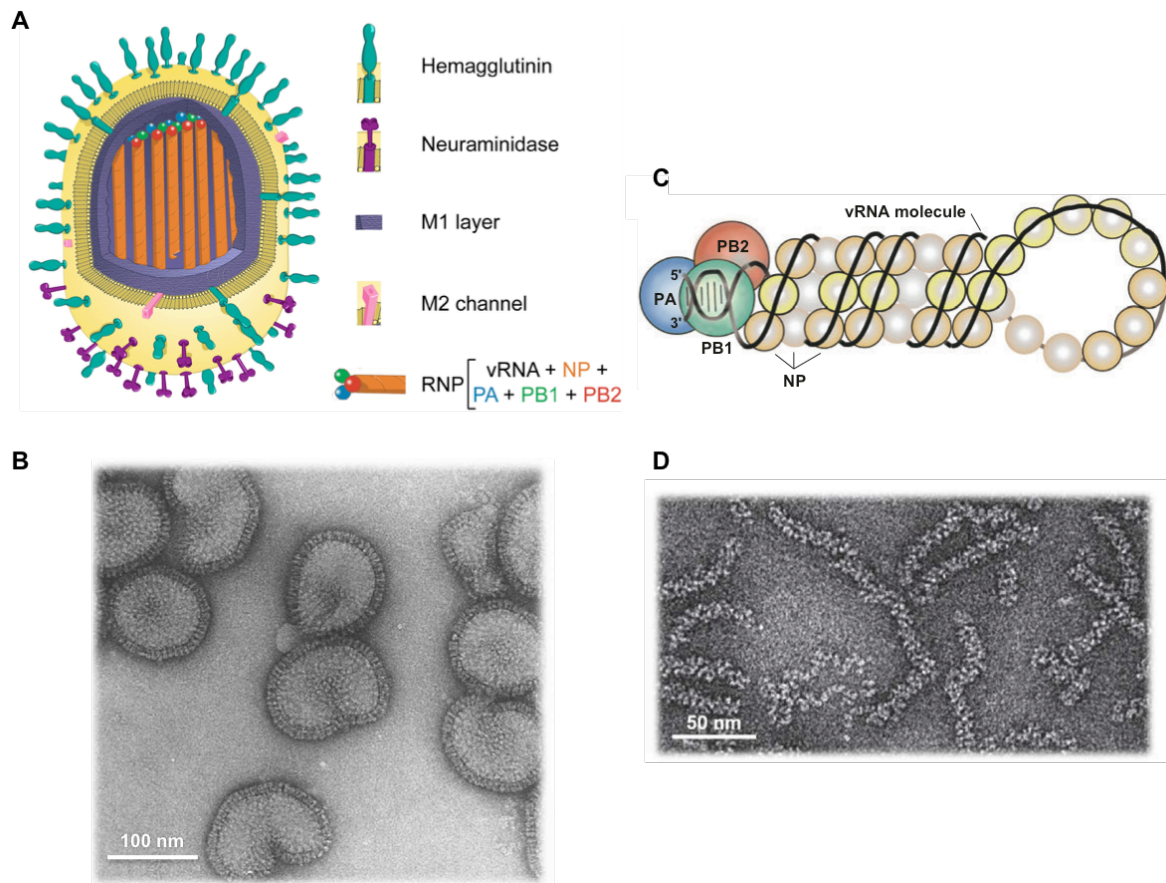 A
Hemagglutinin
Neuraminidase
M1 layer
M2 channel
RNP
vRNA + NP +
PA + PB1 + PB2
C
vRNA molecule
PB2
5'
PA
3'
PB1
NP
B
100 nm
D
50 nm